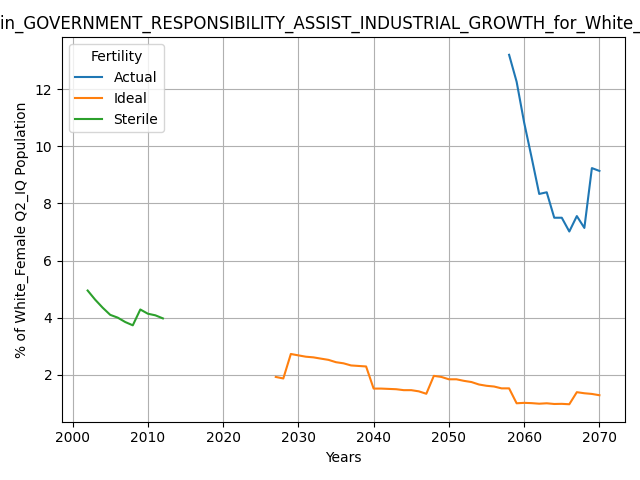 in_GOVERNMENT_RESPONSIBILITY_ASSIST_INDUSTRIAL_GROWTH_for_White_
Fertility
Actual
Ideal
Sterile
% of White_Female Q2_IQ Population
12
10
8
6
4
2
2000 2010 2020 2030 2040 2050 2060 2070
Years